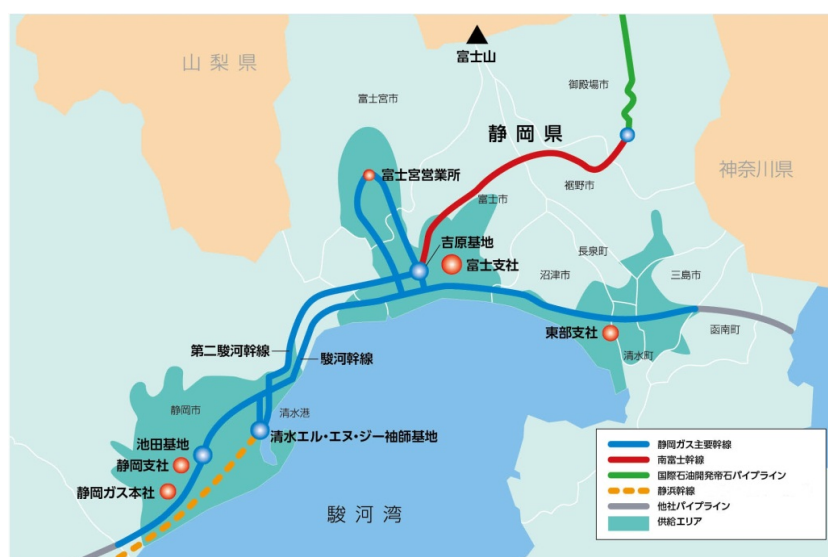 山梨県
富士山
御殿場市
富士宮市
静岡県
神奈川県
富士宮営業所
裾野市
富士市
吉原基地
長泉町
富士支社
沼津市
三島市
函南町
東部支社
第二駿河幹線
駿河幹線
清水町
静岡市
清水港
池田基地
清水エル・エヌ・ジー袖師基地
静岡支社
静岡ガス本社
駿河湾
静岡ガス主要幹線
南富士幹線
国際石油開発帝石パイプライン
静浜幹線
他社パイプライン
供給エリア